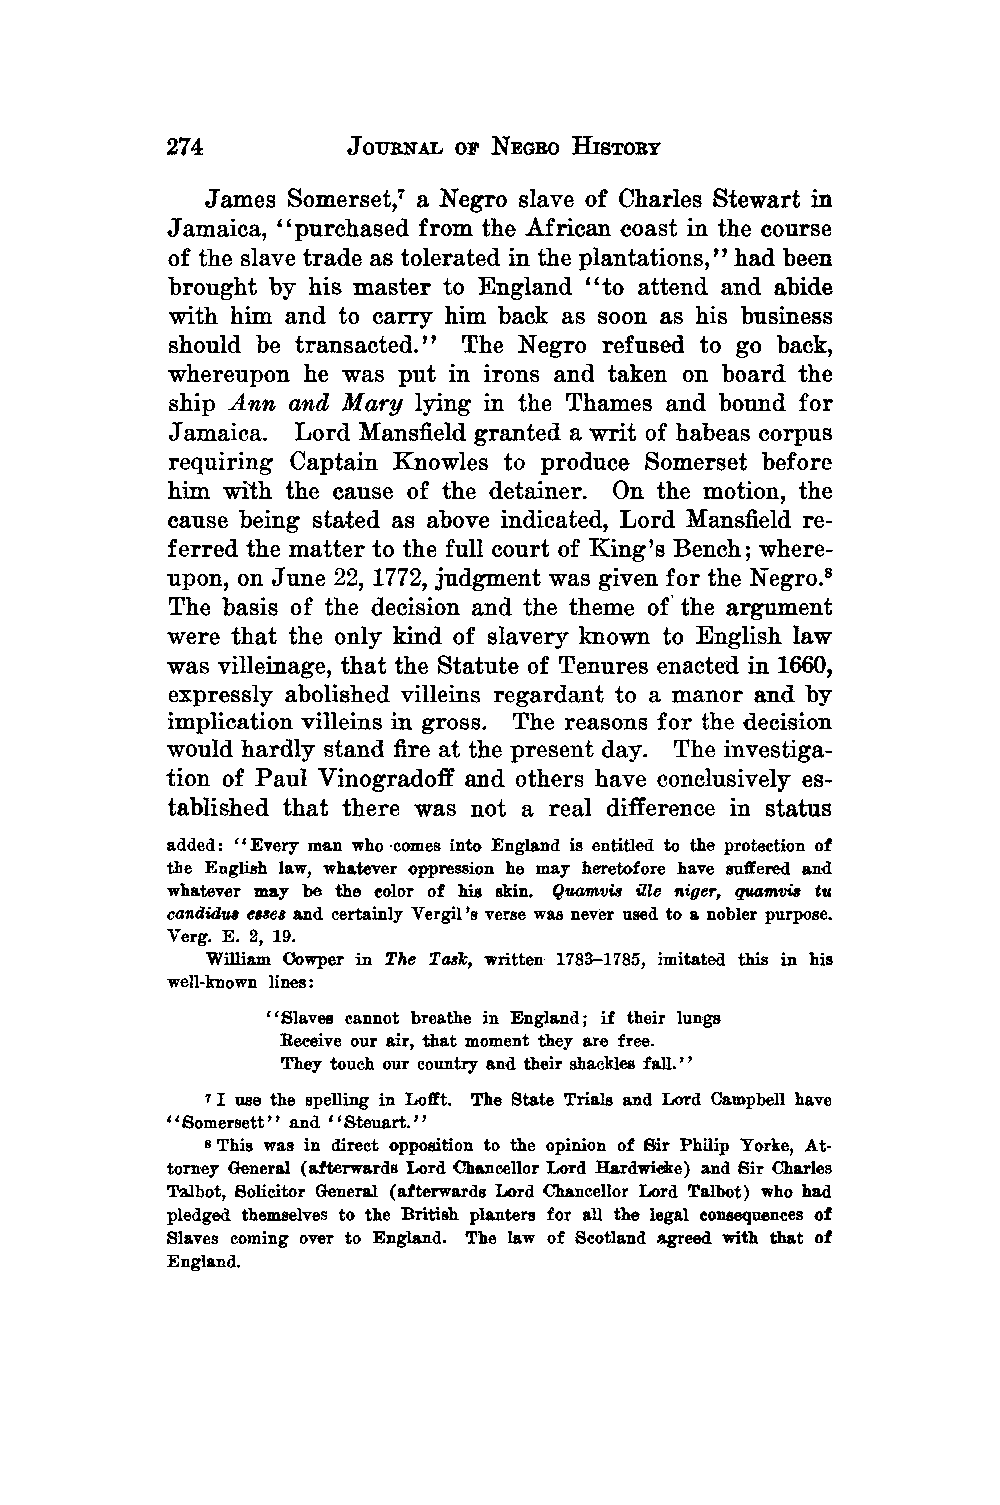 274 JOURNAL OF NEGRO HISTORY
James Somerset,⁷ a Negro slave of Charles Stewart in
Jamaica, "purchased from the African coast in the course
of the slave trade as tolerated in the plantations," had been
brought by his master to England "to attend and abide
with him and to carry him back as soon as his business
should be transacted." The Negro refused to go back,
whereupon he was put in irons and taken on board the
ship Ann and Mary lying in the Thames and bound for
Jamaica. Lord Mansfield granted a writ of habeas corpus
requiring Captain Knowles to produce Somerset before
him with the cause of the detainer. On the motion, the
cause being stated as above indicated, Lord Mansfield re-
ferred the matter to the full court of King's Bench; where-
upon, on June 22, 1772, judgment was given for the Negro.⁸
The basis of the decision and the theme of the argument
were that the only kind of slavery known to English law
was villeinage, that the Statute of Tenures enacted in 1660,
expressly abolished villeins regardant to a manor and by
implication villeins in gross. The reasons for the decision
would hardly stand fire at the present day. The investiga-
tion of Paul Vinogradoff and others have conclusively es-
tablished that there was not a real difference in status
added: "Every man who comes into England is entitled to the protection of
the English law, whatever oppression he may heretofore have suffered and
whatever may be the color of his skin. Quamvis ille niger, quamvis tu
candidus esses and certainly Vergil's verse was never used to a nobler purpose.
Verg. E. 2, 19.
William Cowper in The Task, written 1783–1785, imitated this in his
well-known lines:
"Slaves cannot breathe in England; if their lungs
Receive our air, that moment they are free.
They touch our country and their shackles fall."
⁷ I use the spelling in Lofft. The State Trials and Lord Campbell have
"Somersett" and "Steuart."
⁸ This was in direct opposition to the opinion of Sir Philip Yorke, At-
torney General (afterwards Lord Chancellor Lord Hardwicke) and Sir Charles
Talbot, Solicitor General (afterwards Lord Chancellor Lord Talbot) who had
pledged themselves to the British planters for all the legal consequences of
Slaves coming over to England. The law of Scotland agreed with that of
England.